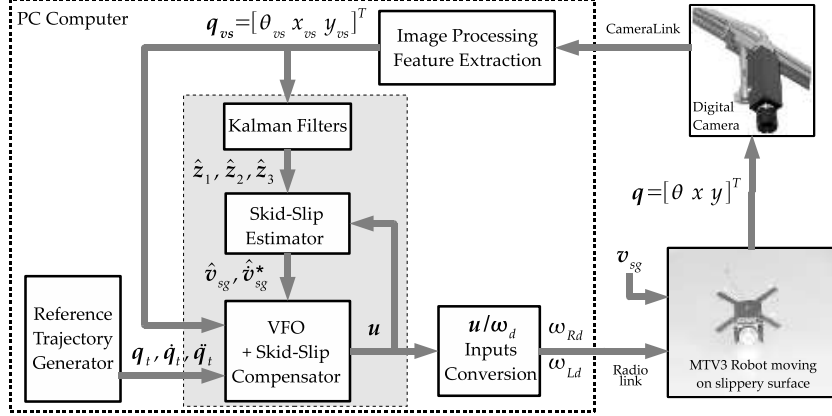 PC Computer
q_vs=[θ_vs x_vs y_vs]^T
Image Processing
Feature Extraction
CameraLink
Digital
Camera
Kalman Filters
ẑ_1, ẑ_2, ẑ_3
q=[θ x y]^T
Skid-Slip
Estimator
v̂_sg, v̂̇*_sg
v_sg
Reference
Trajectory
Generator
q_t, q̇_t, q̈_t
VFO
+ Skid-Slip
Compensator
u
u/ω_d
Inputs
Conversion
ω_Rd
ω_Ld
Radio
link
MTV3 Robot moving
on slippery surface